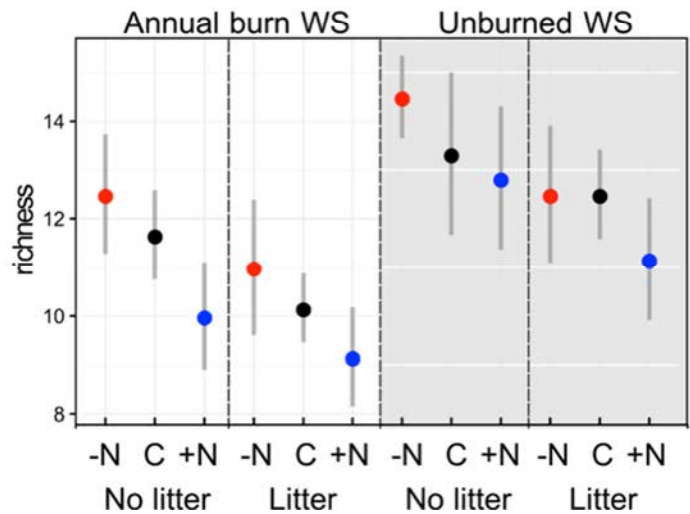 Annual burn WS Unburned WS
richness
14
12
10
8
-N C +N -N C +N -N C +N -N C +N
No litter Litter No litter Litter